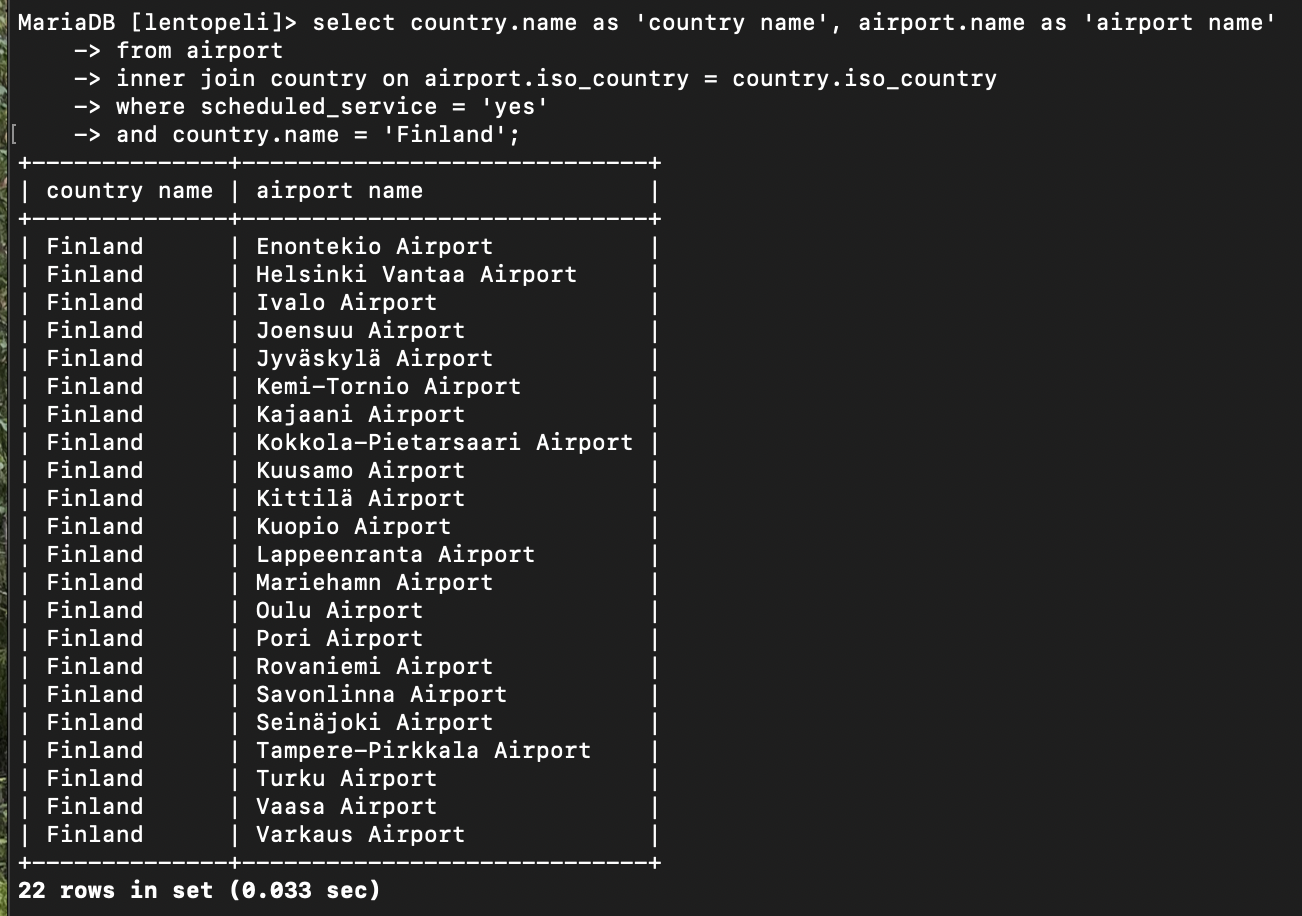 MariaDB [lentopeli]> select country.name as 'country name', airport.name as 'airport name'
    -> from airport
    -> inner join country on airport.iso_country = country.iso_country
    -> where scheduled_service = 'yes'
[    -> and country.name = 'Finland';
+--------------+-----------------------------+
| country name | airport name                |
+--------------+-----------------------------+
| Finland      | Enontekio Airport           |
| Finland      | Helsinki Vantaa Airport     |
| Finland      | Ivalo Airport               |
| Finland      | Joensuu Airport             |
| Finland      | Jyväskylä Airport           |
| Finland      | Kemi-Tornio Airport         |
| Finland      | Kajaani Airport             |
| Finland      | Kokkola-Pietarsaari Airport |
| Finland      | Kuusamo Airport             |
| Finland      | Kittilä Airport             |
| Finland      | Kuopio Airport              |
| Finland      | Lappeenranta Airport        |
| Finland      | Mariehamn Airport           |
| Finland      | Oulu Airport                |
| Finland      | Pori Airport                |
| Finland      | Rovaniemi Airport           |
| Finland      | Savonlinna Airport          |
| Finland      | Seinäjoki Airport           |
| Finland      | Tampere-Pirkkala Airport    |
| Finland      | Turku Airport               |
| Finland      | Vaasa Airport               |
| Finland      | Varkaus Airport             |
+--------------+-----------------------------+
22 rows in set (0.033 sec)